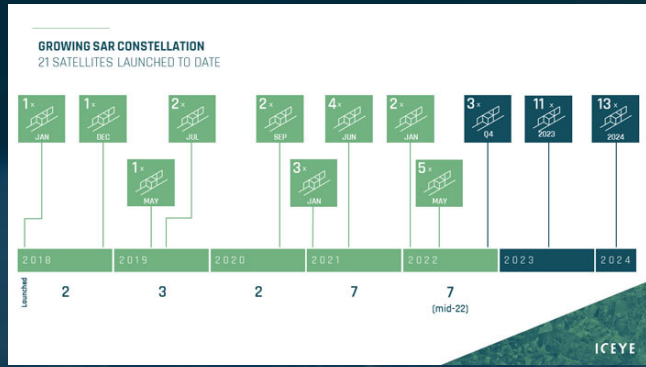 GROWING SAR CONSTELLATION
21 SATELLITES LAUNCHED TO DATE
1x
JAN
1x
DEC
2x
JUL
2x
SEP
4x
JUN
2x
JAN
3x
Q4
11x
2023
13x
2024
1x
MAY
3x
JAN
5x
MAY
2018
2019
2020
2021
2022
2023
2024
Launched
2
3
2
7
7
(mid-22)
ICEYE